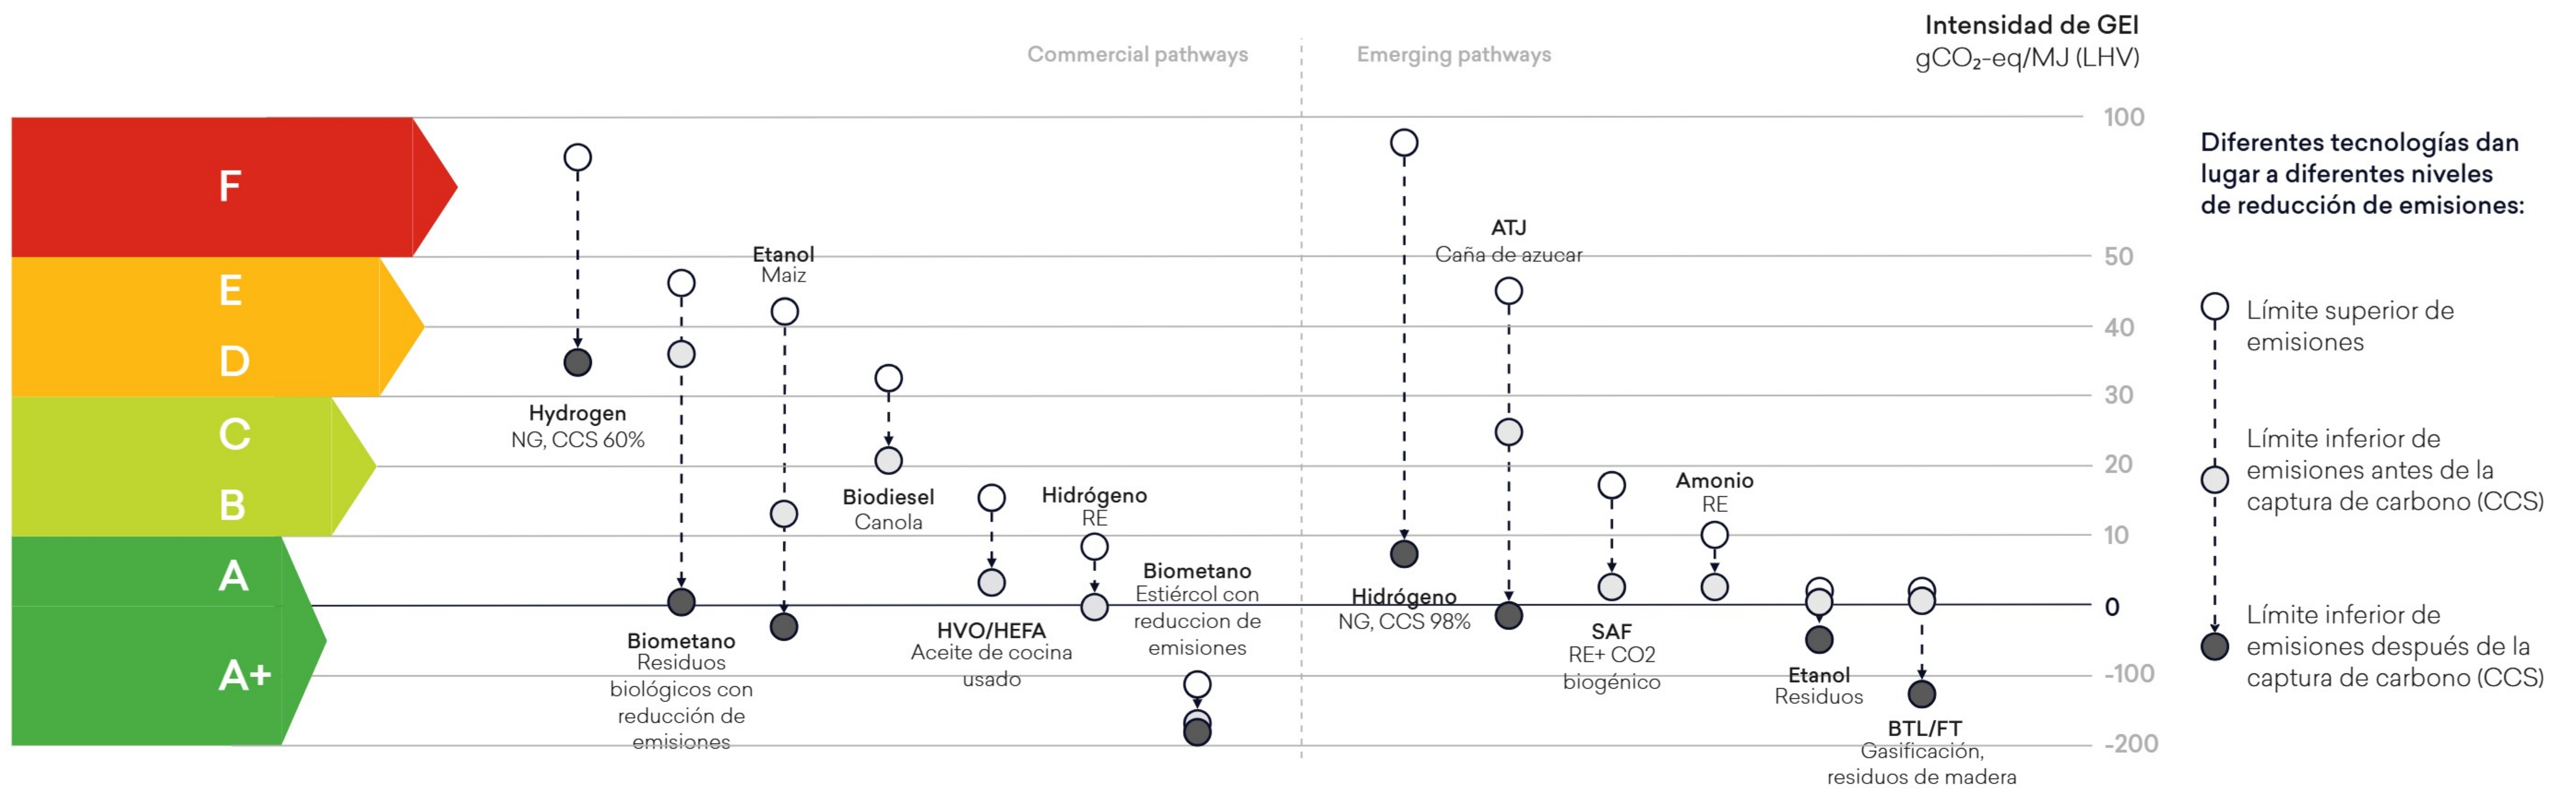 Intensidad de GEI
gCO₂-eq/MJ (LHV)
Commercial pathways
Emerging pathways
100
50
40
30
20
10
0
-100
-200
F
E
D
C
B
A
A+
Hydrogen
NG, CCS 60%
Biometano
Residuos
biológicos con
reducción de
emisiones
Etanol
Maiz
Biodiesel
Canola
HVO/HEFA
Aceite de cocina
usado
Hidrógeno
RE
Biometano
Estiércol con
reduccion de
emisiones
Hidrógeno
NG, CCS 98%
ATJ
Caña de azucar
SAF
RE+ CO2
biogénico
Amonio
RE
Etanol
Residuos
BTL/FT
Gasificación,
residuos de madera
Diferentes tecnologías dan
lugar a diferentes niveles
de reducción de emisiones:
Límite superior de
emisiones
Límite inferior de
emisiones antes de la
captura de carbono (CCS)
Límite inferior de
emisiones después de la
captura de carbono (CCS)